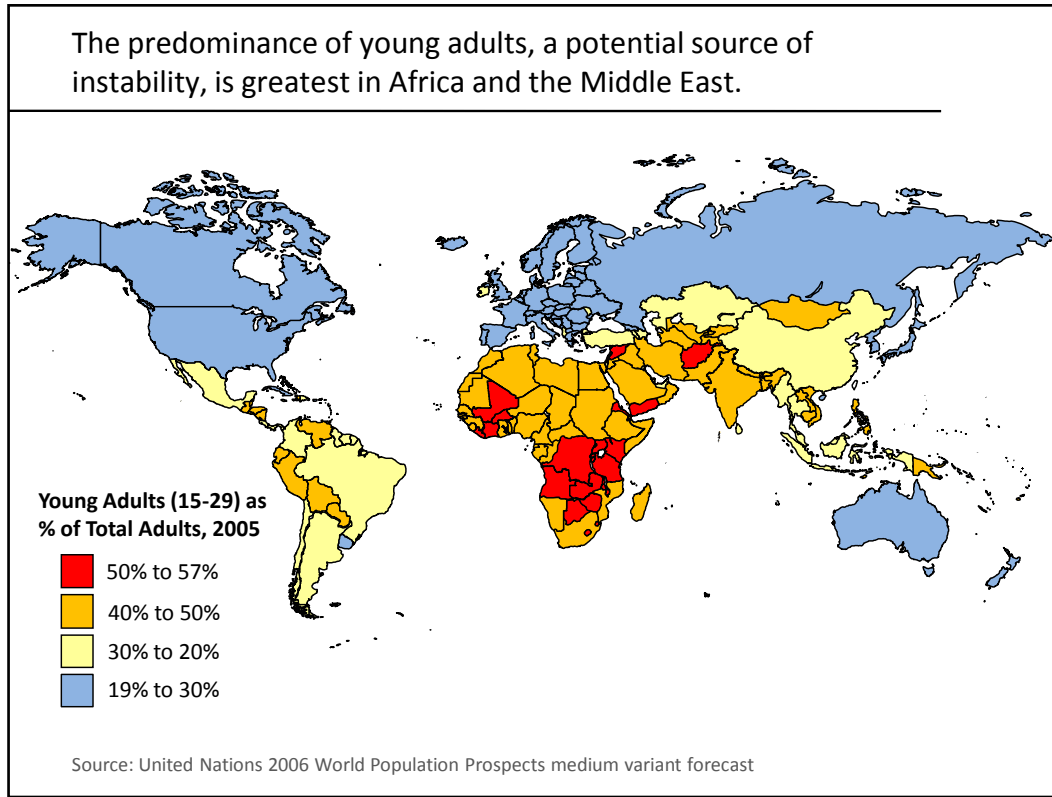 The predominance of young adults, a potential source of
instability, is greatest in Africa and the Middle East.
Young Adults (15-29) as
% of Total Adults, 2005
50% to 57%
40% to 50%
30% to 20%
19% to 30%
Source: United Nations 2006 World Population Prospects medium variant forecast